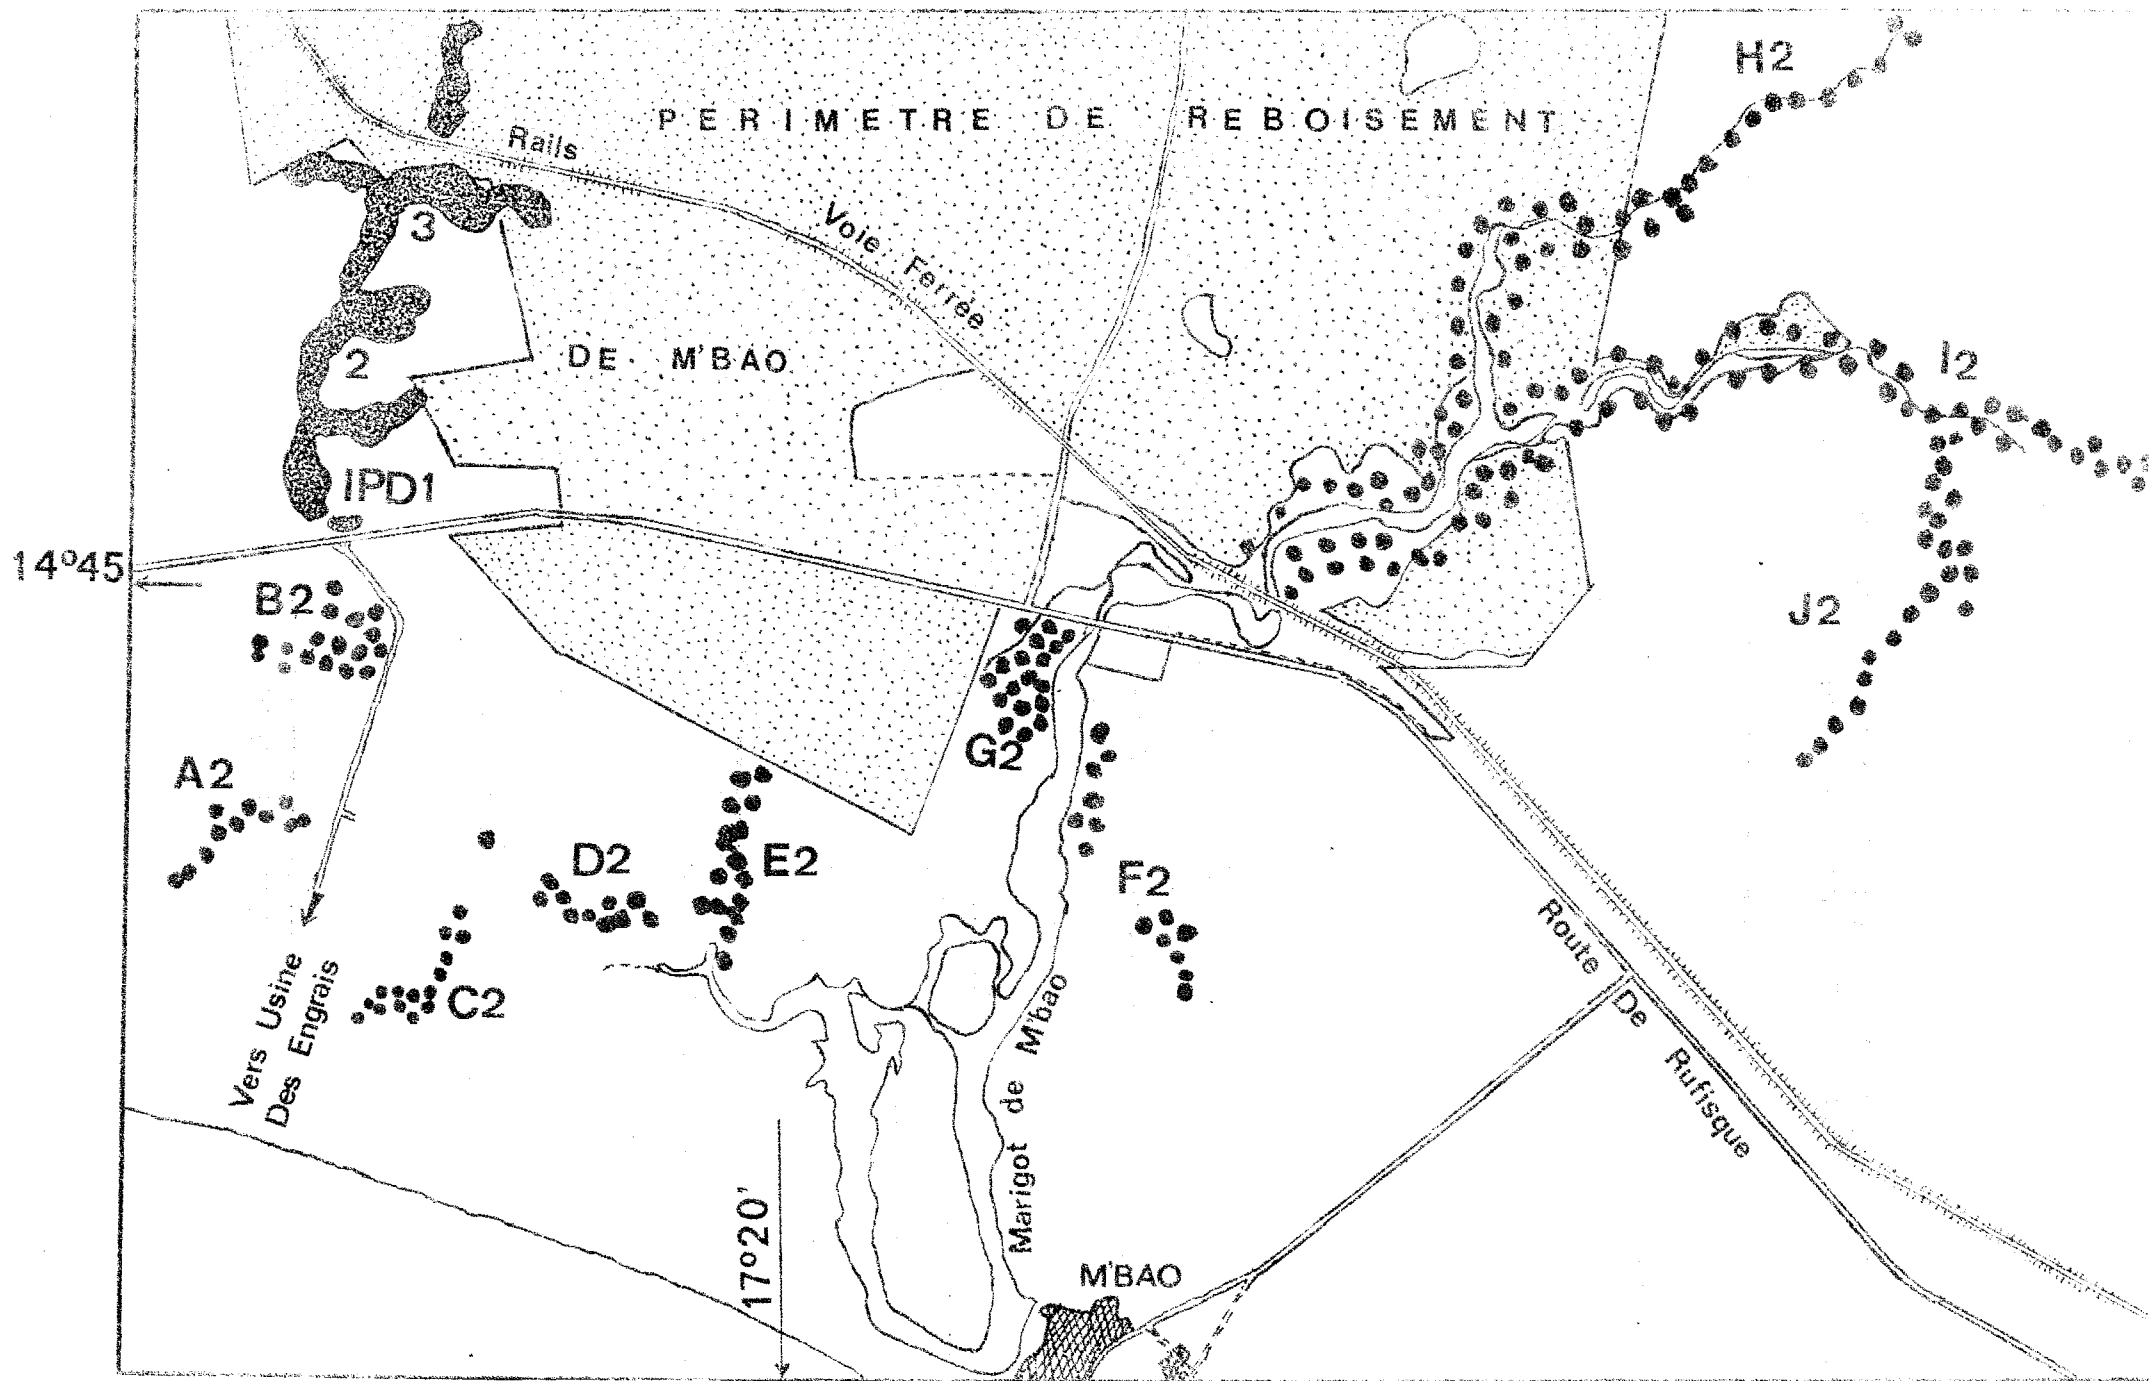 H2
PERIMETRE DE REBOISEMENT
Rails
3
Voie Ferrée
2
DE M'BAO
I2
IPD1
14°45
B2
J2
G2
A2
D2
E2
F2
Route De Rufisque
C2
Vers Usine
Des Engrais
Marigot de M'bao
17°20'
M'BAO